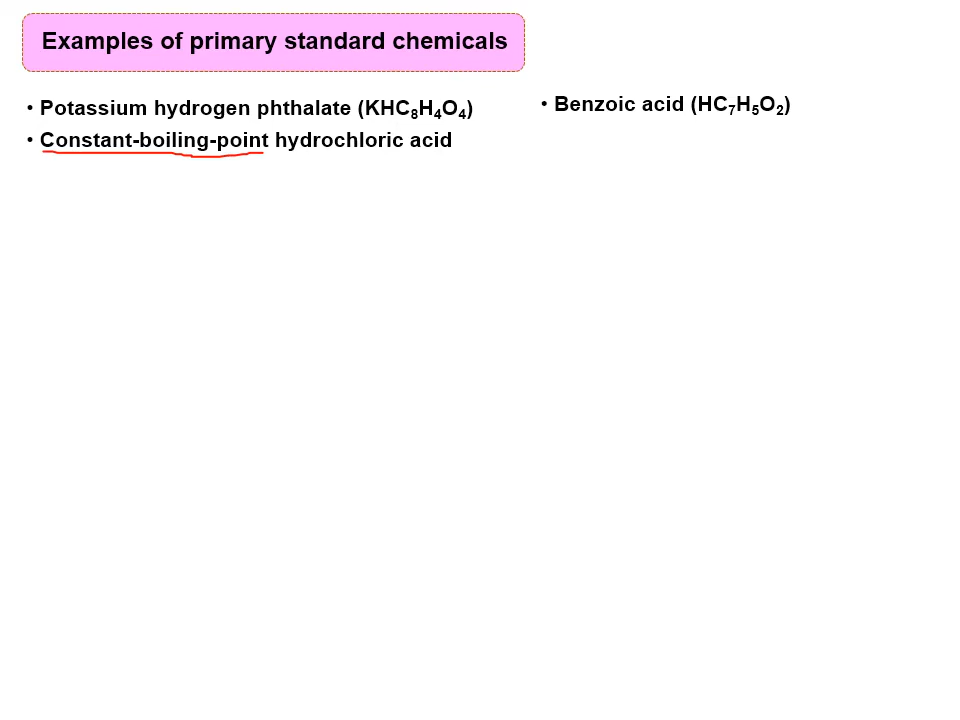 Examples of primary standard chemicals
• Potassium hydrogen phthalate (KHC₈H₄O₄)
• Constant-boiling-point hydrochloric acid
• Benzoic acid (HC₇H₅O₂)